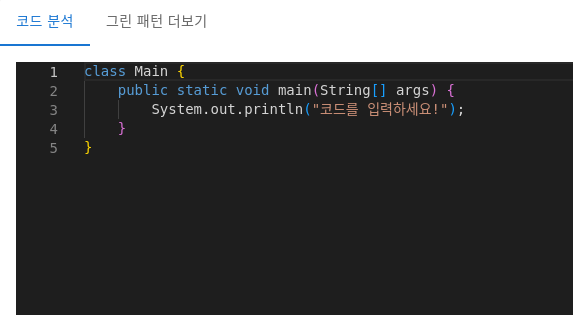 코드 분석 그린 패턴 더보기
1 class Main {
2     public static void main(String[] args) {
3         System.out.println("코드를 입력하세요!");
4     }
5 }